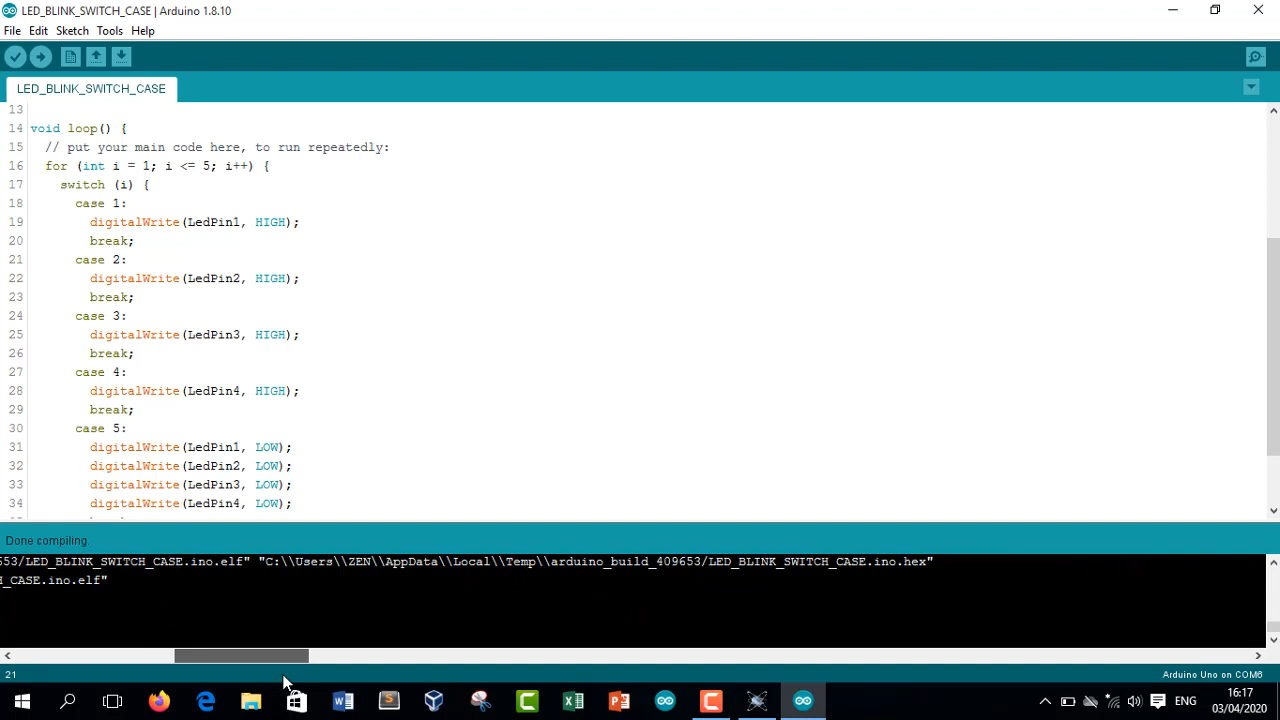 LED_BLINK_SWITCH_CASE | Arduino 1.8.10
File Edit Sketch Tools Help
LED_BLINK_SWITCH_CASE
13
14 void loop() {
15 // put your main code here, to run repeatedly:
16 for (int i = 1; i <= 5; i++) {
17 switch (i) {
18 case 1:
19 digitalWrite(LedPin1, HIGH);
20 break;
21 case 2:
22 digitalWrite(LedPin2, HIGH);
23 break;
24 case 3:
25 digitalWrite(LedPin3, HIGH);
26 break;
27 case 4:
28 digitalWrite(LedPin4, HIGH);
29 break;
30 case 5:
31 digitalWrite(LedPin1, LOW);
32 digitalWrite(LedPin2, LOW);
33 digitalWrite(LedPin3, LOW);
34 digitalWrite(LedPin4, LOW);
Done compiling.
53/LED_BLINK_SWITCH_CASE.ino.elf" "C:\\Users\\ZEN\\AppData\\Local\\Temp\\arduino_build_409653/LED_BLINK_SWITCH_CASE.ino.hex"
H_CASE.ino.elf"
21 Arduino Uno on COM6
ENG
16:17
03/04/2020